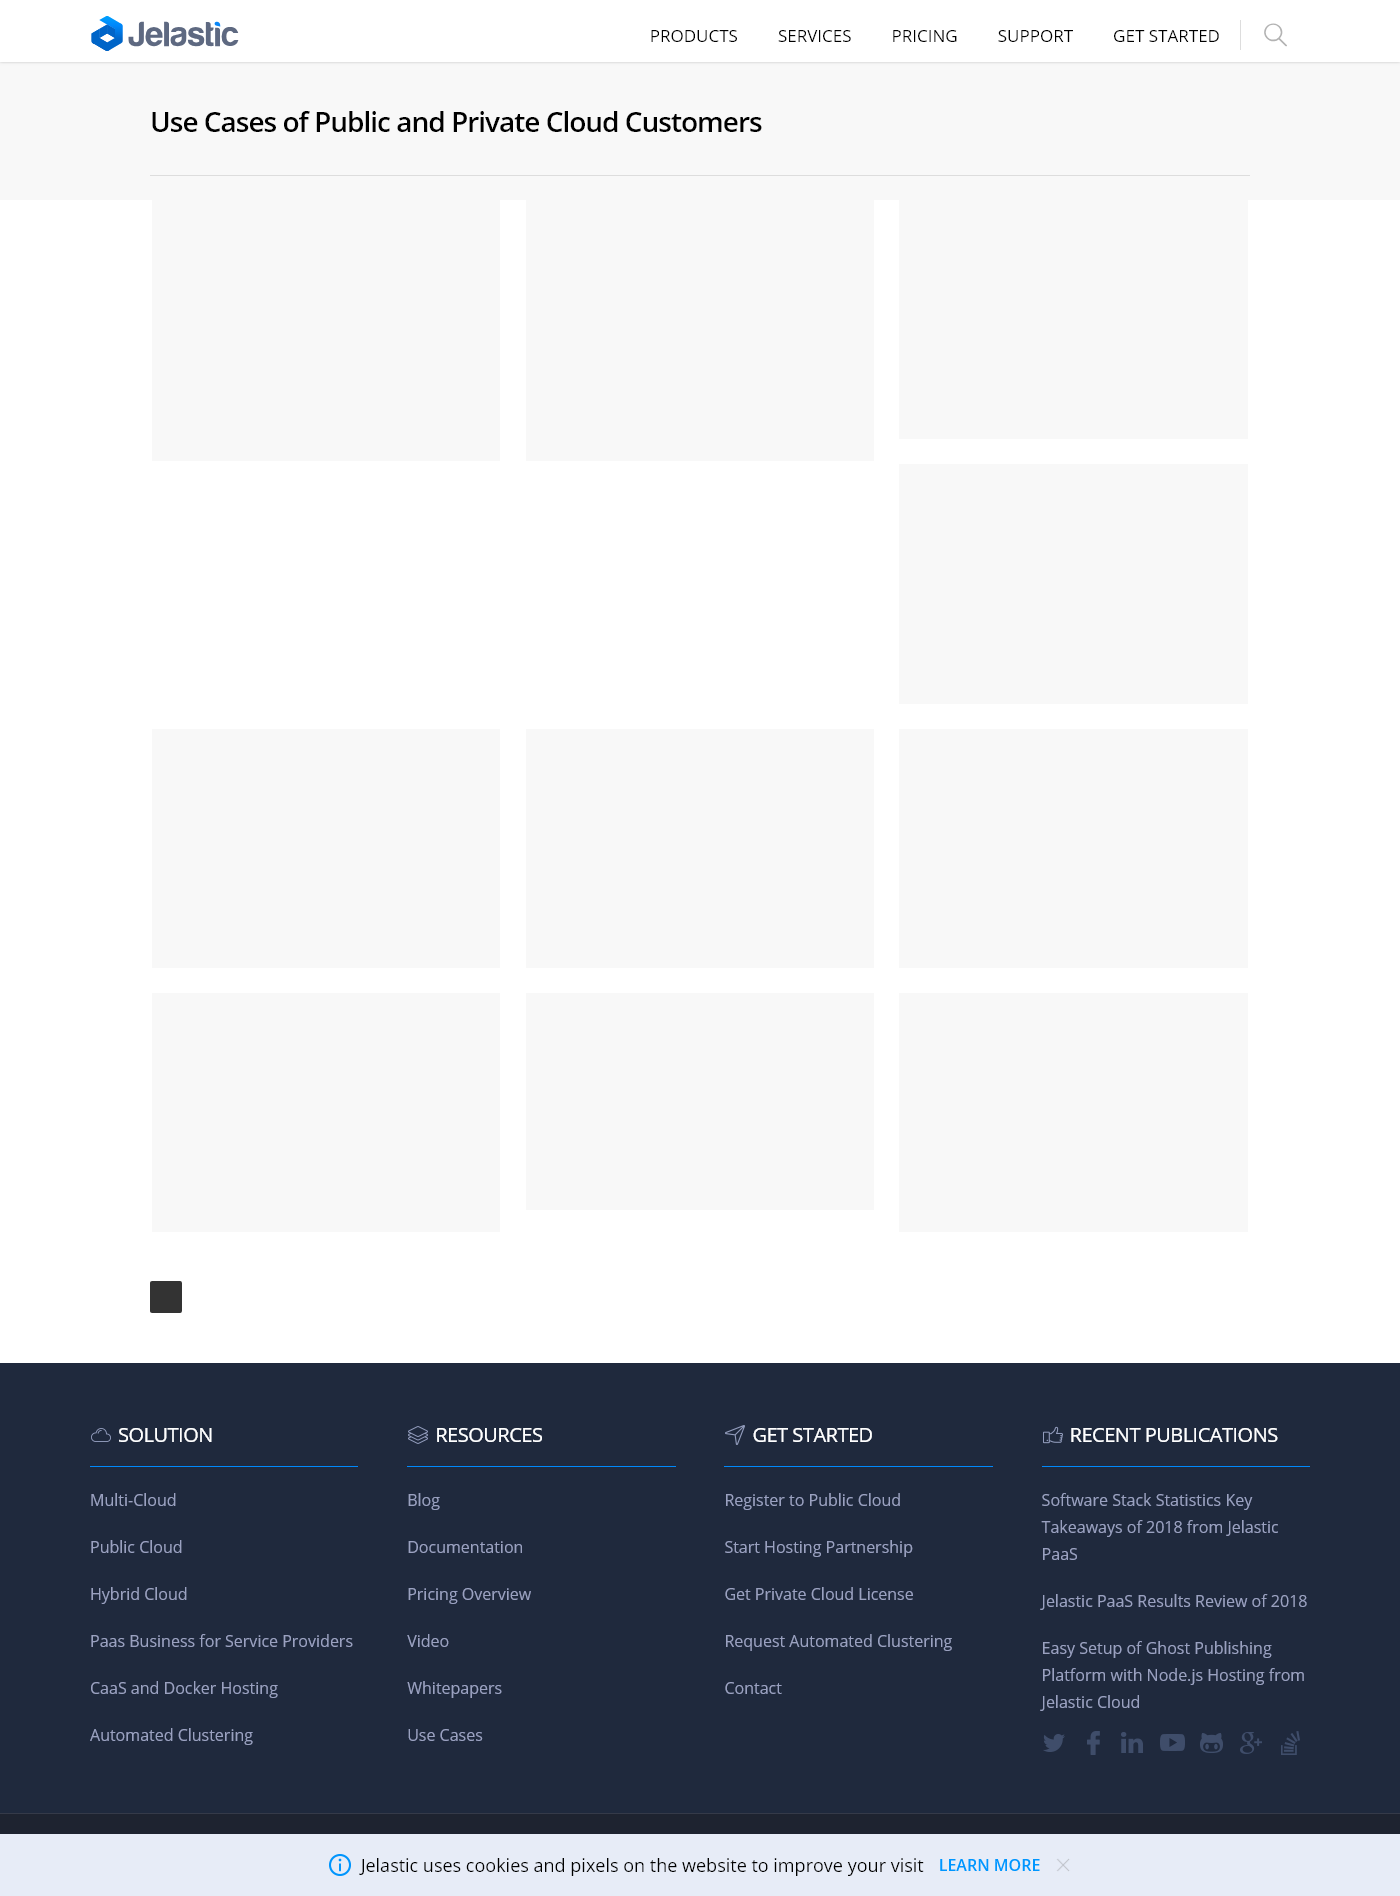 Jelastic
PRODUCTS SERVICES PRICING SUPPORT GET STARTED
Use Cases of Public and Private Cloud Customers
SOLUTION
Multi-Cloud
Public Cloud
Hybrid Cloud
Paas Business for Service Providers
CaaS and Docker Hosting
Automated Clustering
RESOURCES
Blog
Documentation
Pricing Overview
Video
Whitepapers
Use Cases
GET STARTED
Register to Public Cloud
Start Hosting Partnership
Get Private Cloud License
Request Automated Clustering
Contact
RECENT PUBLICATIONS
Software Stack Statistics Key
Takeaways of 2018 from Jelastic
PaaS
Jelastic PaaS Results Review of 2018
Easy Setup of Ghost Publishing
Platform with Node.js Hosting from
Jelastic Cloud
Jelastic uses cookies and pixels on the website to improve your visit LEARN MORE